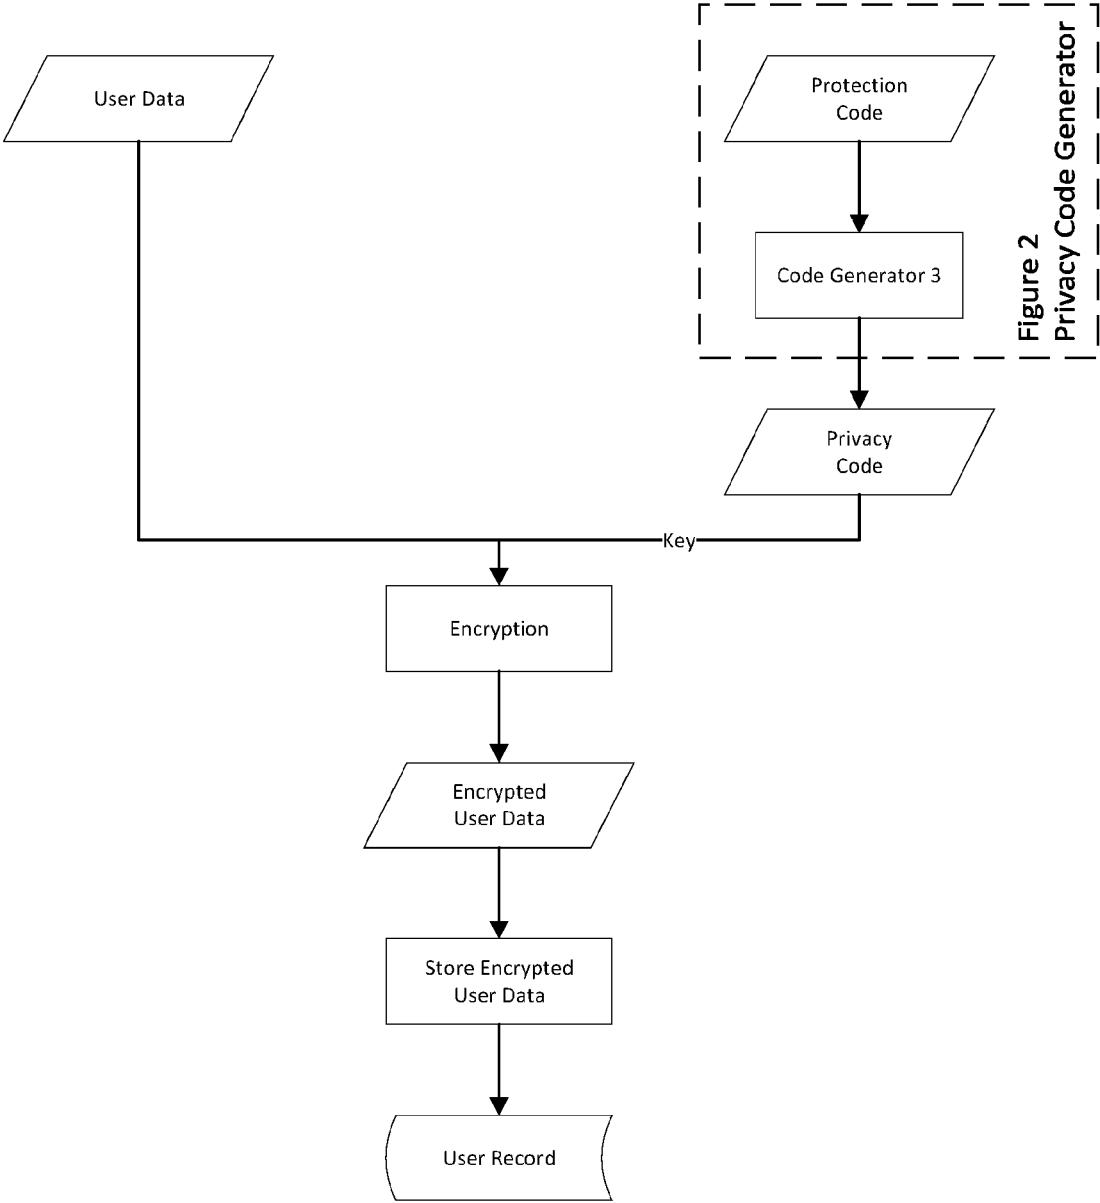 User Data
Protection
Code
Code Generator 3
Figure 2
Privacy Code Generator
Privacy
Code
Key
Encryption
Encrypted
User Data
Store Encrypted
User Data
User Record